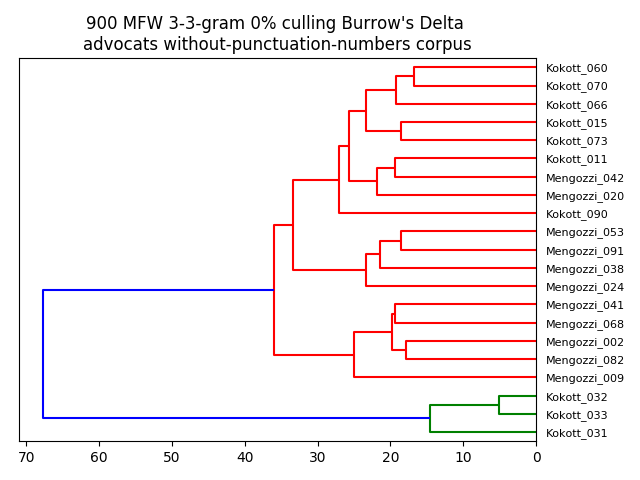 900 MFW 3-3-gram 0% culling Burrow's Delta
advocats without-punctuation-numbers corpus
Kokott_060
Kokott_070
Kokott_066
Kokott_015
Kokott_073
Kokott_011
Mengozzi_042
Mengozzi_020
Kokott_090
Mengozzi_053
Mengozzi_091
Mengozzi_038
Mengozzi_024
Mengozzi_041
Mengozzi_068
Mengozzi_002
Mengozzi_082
Mengozzi_009
Kokott_032
Kokott_033
Kokott_031
70 60 50 40 30 20 10 0